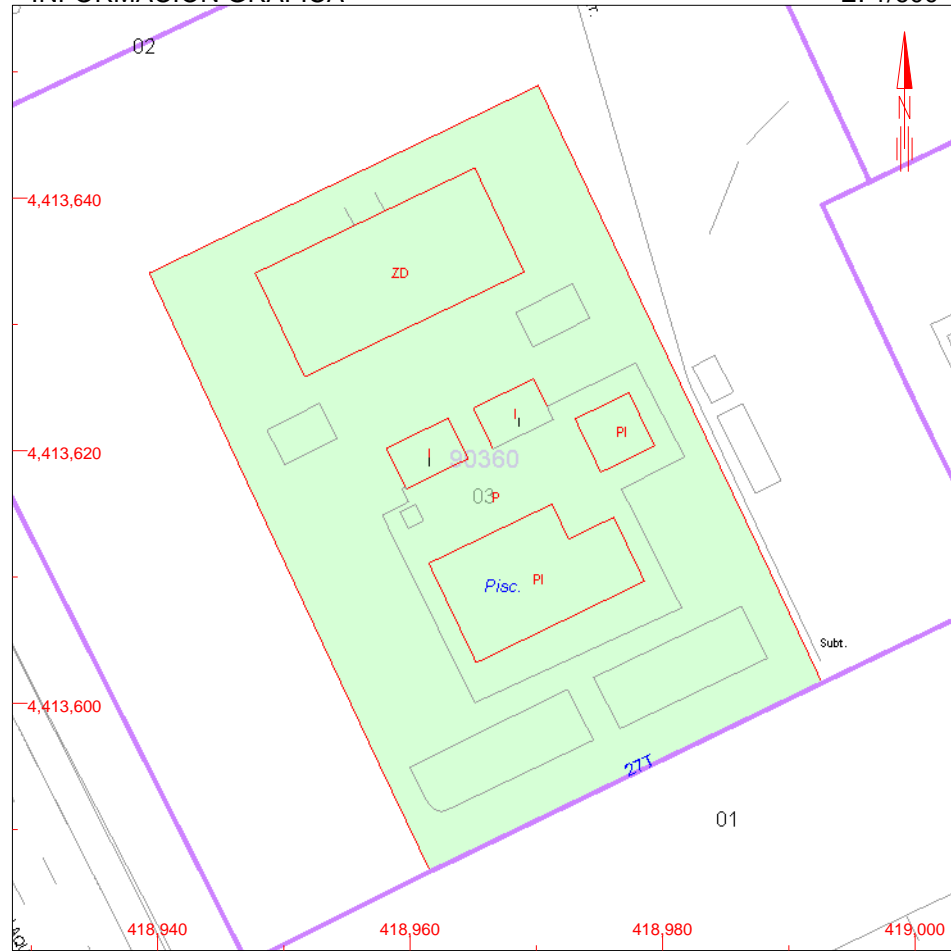 02
N
4,413,640
ZD
I
I
PI
I
I
4,413,620
90360
03
P
Pisc.
PI
Subt.
4,413,600
27T
01
418,940
418,960
418,980
419,000